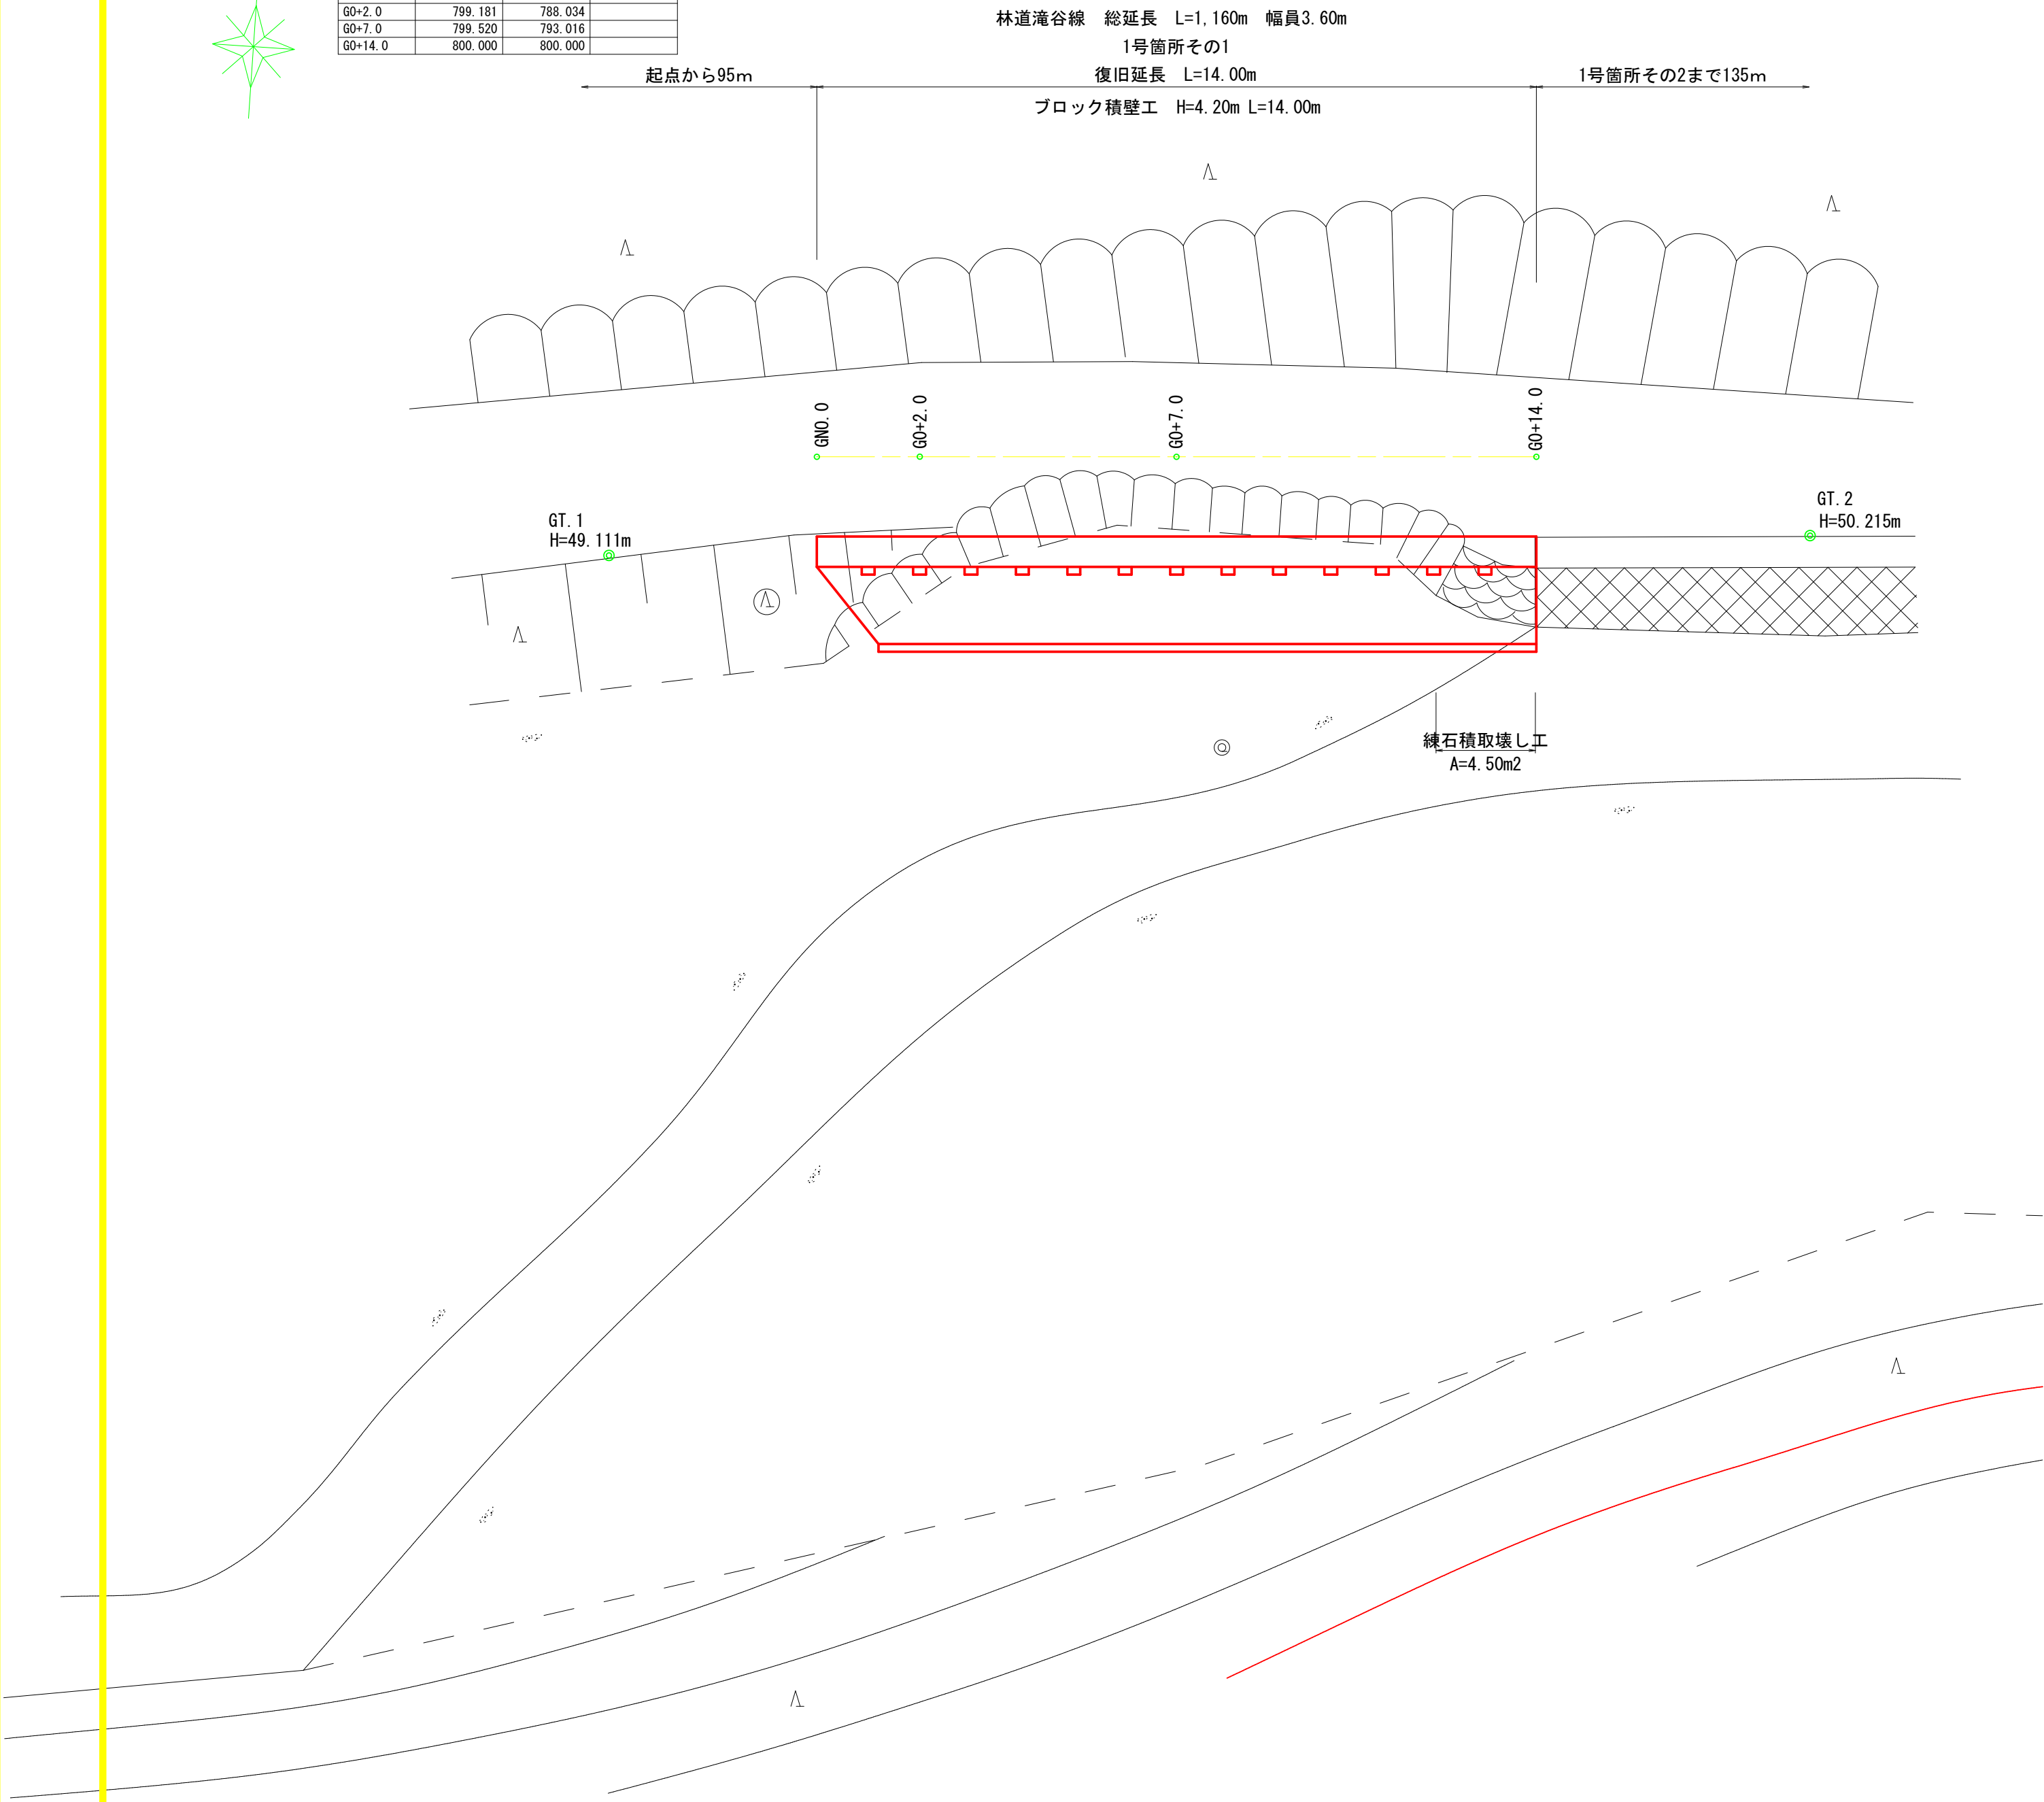 G0+2.0 799.181 788.034
G0+7.0 799.520 793.016
G0+14.0 800.000 800.000
林道滝谷線 総延長 L=1,160m 幅員3.60m
1号箇所その1
起点から95m
復旧延長 L=14.00m
1号箇所その2まで135m
ブロック積壁工 H=4.20m L=14.00m
GN0.0
G0+2.0
G0+7.0
G0+14.0
GT.1
H=49.111m
GT.2
H=50.215m
練石積取壊し工
A=4.50m2